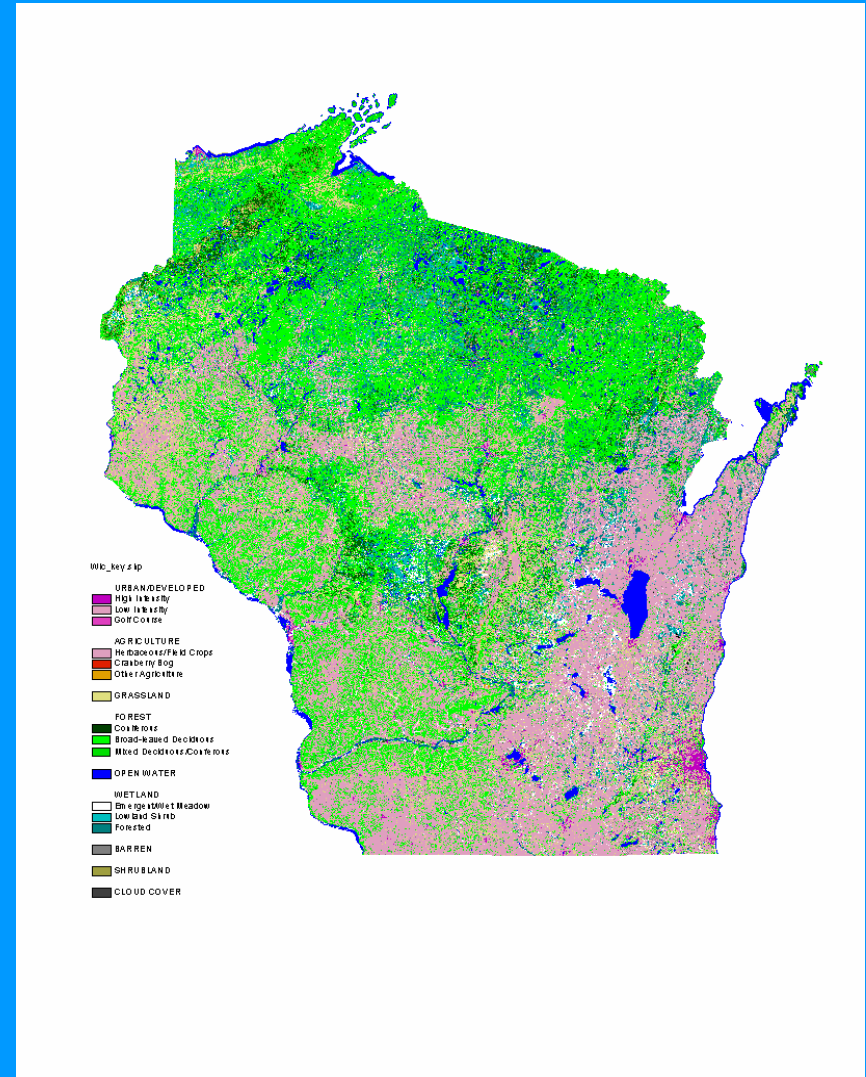 Wlc_key.shp
URBAN/DEVELOPED
High Intensity
Low Intensity
Golf Course
AGRICULTURE
Herbaceous/Field Crops
Cranberry Bog
Other Agriculture
GRASSLAND
FOREST
Coniferous
Broad-leaved Deciduous
Mixed Deciduous/Coniferous
OPEN WATER
WETLAND
Emergent/Wet Meadow
Lowland Shrub
Forested
BARREN
SHRUBLAND
CLOUD COVER